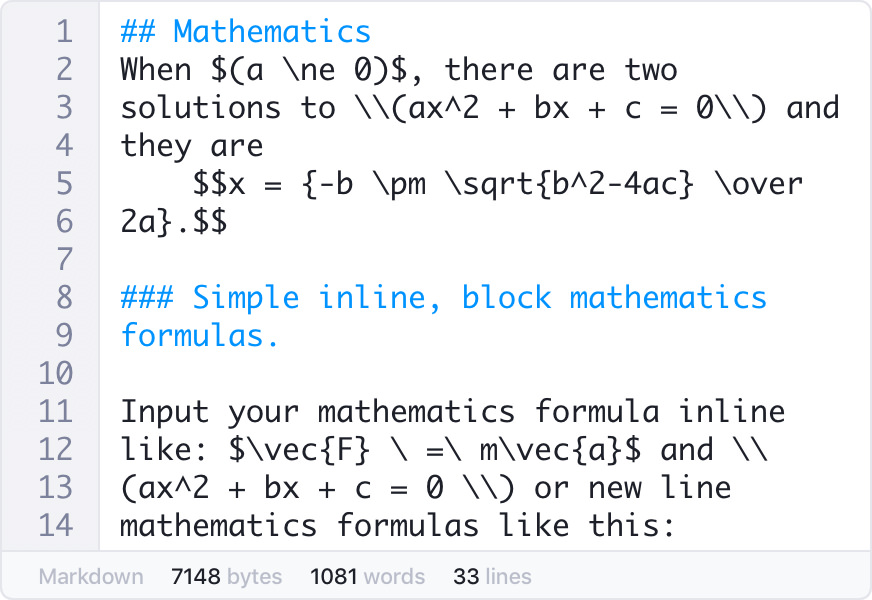 1 ## Mathematics
2 When $(a \ne 0)$, there are two
3 solutions to \\(ax^2 + bx + c = 0\\) and
4 they are
5     $$x = {-b \pm \sqrt{b^2-4ac} \over
6 2a}.$$
7
8 ### Simple inline, block mathematics
9 formulas.
10
11 Input your mathematics formula inline
12 like: $\vec{F} \ =\ m\vec{a}$ and \\
13 (ax^2 + bx + c = 0 \\) or new line
14 mathematics formulas like this:
Markdown 7148 bytes 1081 words 33 lines